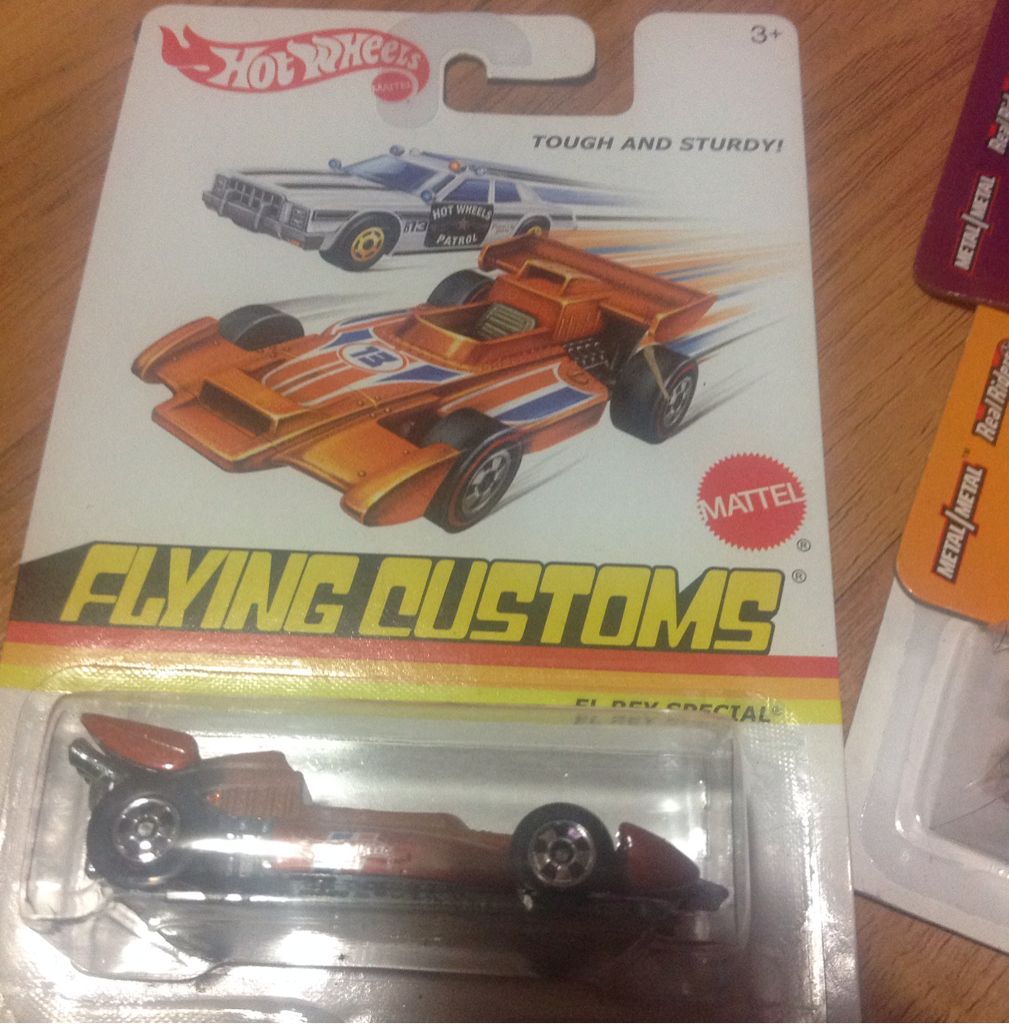 HOT WHEELS
MATTEL
3+
TOUGH AND STURDY!
613
HOT WHEELS
PATROL
13
MATTEL
®
FLYING CUSTOMS®
EL REY SPECIAL®
METAL/METAL
Real Riders
METAL/METAL™